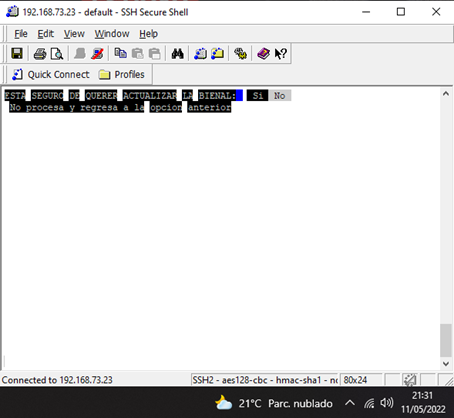 192.168.73.23 - default - SSH Secure Shell
File Edit View Window Help
Quick Connect Profiles
ESTA SEGURO DE QUERER ACTUALIZAR LA BIENAL: Si No
No procesa y regresa a la opcion anterior
Connected to 192.168.73.23 SSH2 - aes128-cbc - hmac-sha1 - nc 80x24
21°C Parc. nublado 21:31
11/05/2022